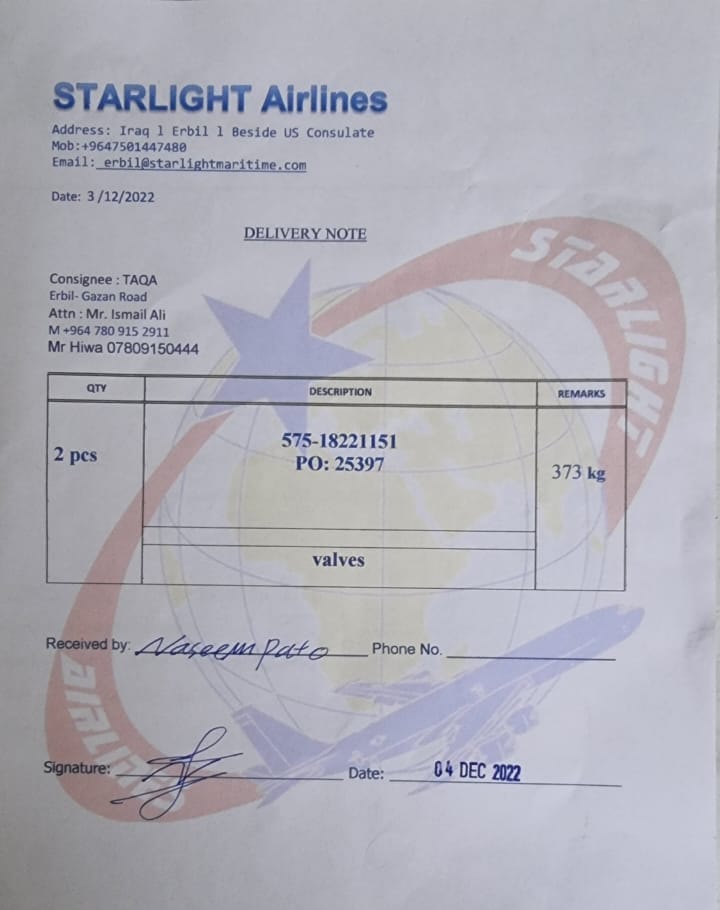 STARLIGHT Airlines
Address: Iraq l Erbil l Beside US Consulate
Mob:+9647501447480
Email: erbil@starlightmaritime.com
Date: 3/12/2022
DELIVERY NOTE
STARLIGHT
Consignee : TAQA
Erbil- Gazan Road
Attn : Mr. Ismail Ali
M +964 780 915 2911
Mr Hiwa 07809150444
QTY DESCRIPTION REMARKS
2 pcs 575-18221151 373 kg
PO: 25397
valves
Received by: Naseem Pato Phone No.
AIRLINES
Signature: Date: 04 DEC 2022